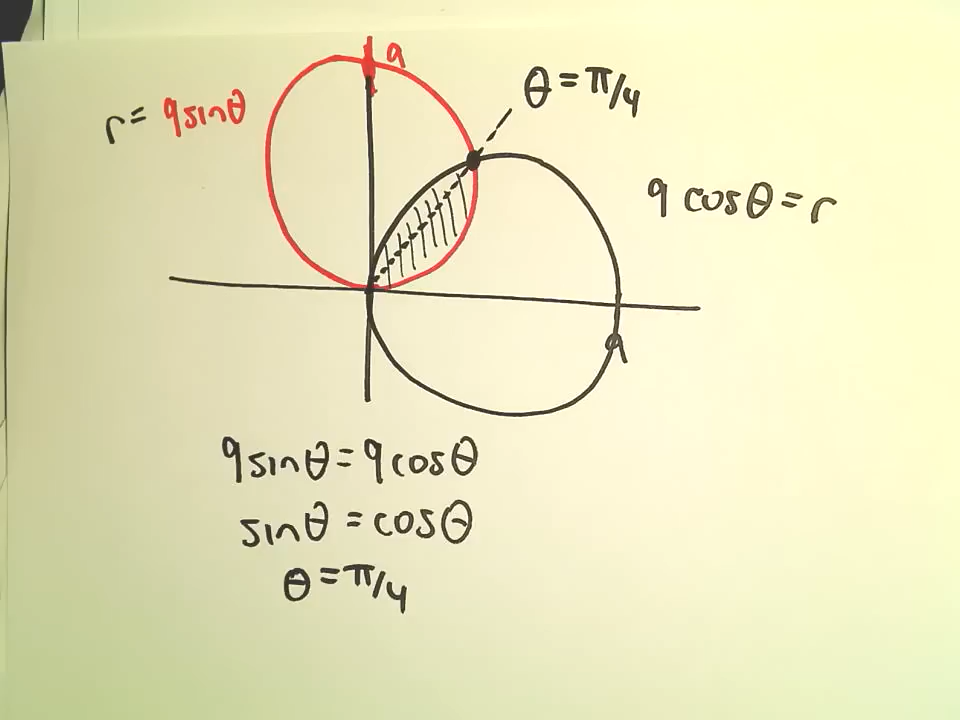 9
θ = π/4
r = 9sinθ
9 cosθ = r
9
9sinθ = 9cosθ
sinθ = cosθ
θ = π/4